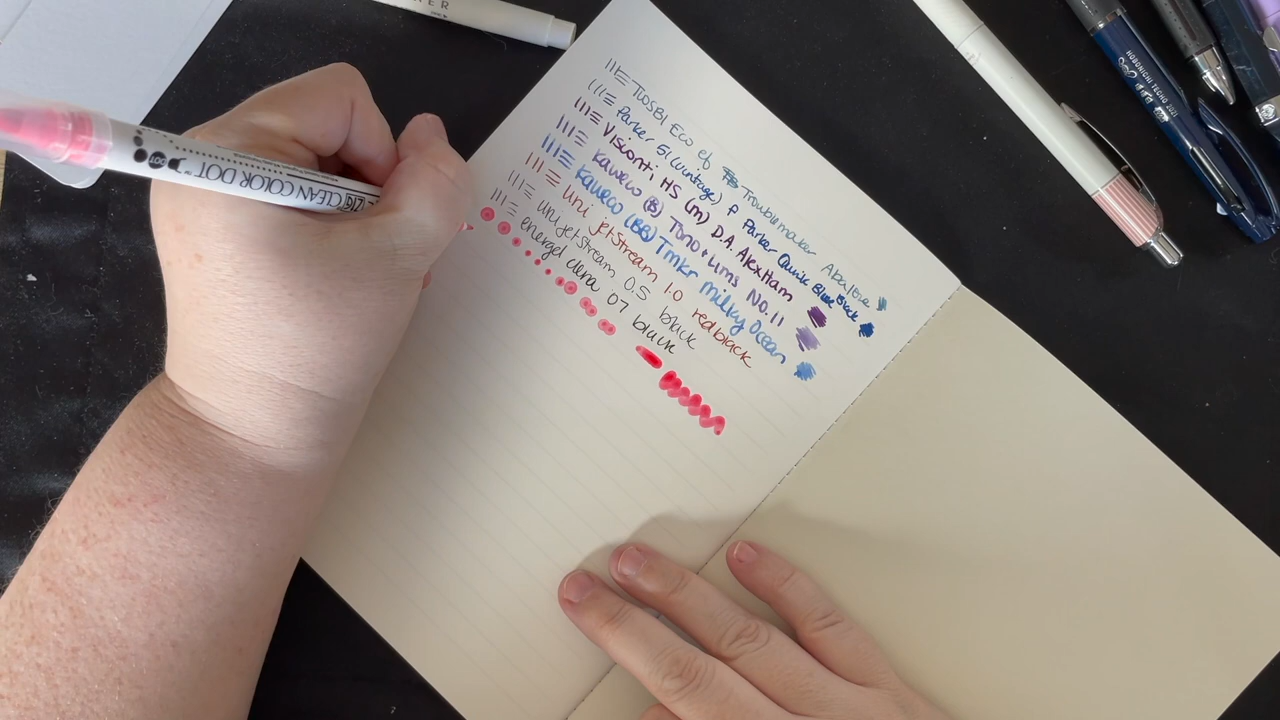 TWSBI Eco ef Troublemaker Abalone
Parker 51 (vintage) f Parker Quink Blue Black
Visconti HS (m) D.A. AlexHam
Kaweco (B) Tono + Lims No. 11
Kaweco (BB) Tmkr Milky Ocean
uni jetstream 1.0 redblack
uni jetstream 0.5 black
energel clena 07 black
ZIG CLEAN COLOR DOT
HOBONICHI TECHO